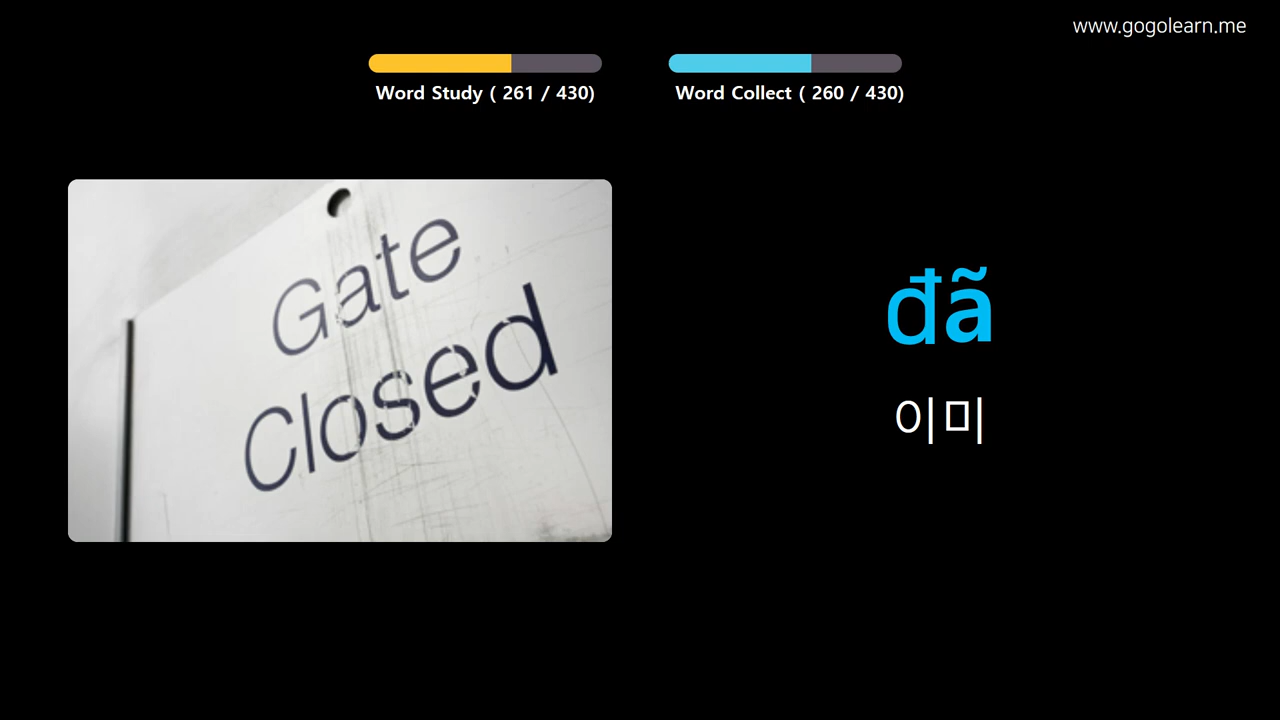 www.gogolearn.me
Word Study ( 261 / 430)
Word Collect ( 260 / 430)
Gate
Closed
đã
이미